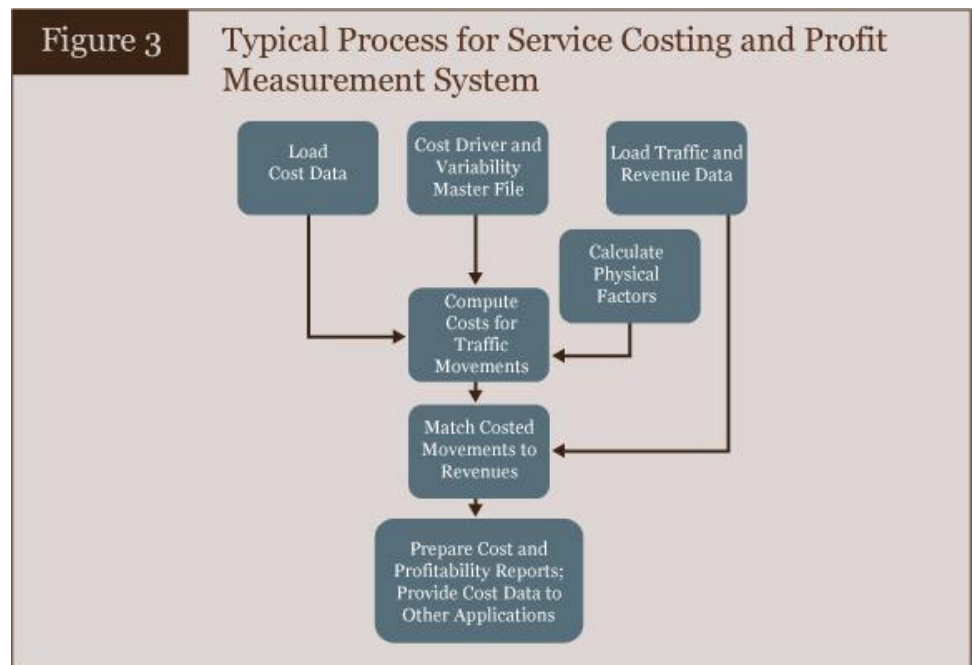 Figure 3
Typical Process for Service Costing and Profit
Measurement System
Load
Cost Data
Cost Driver and
Variability
Master File
Load Traffic and
Revenue Data
Calculate
Physical
Factors
Compute
Costs for
Traffic
Movements
Match Costed
Movements to
Revenues
Prepare Cost and
Profitability Reports;
Provide Cost Data to
Other Applications